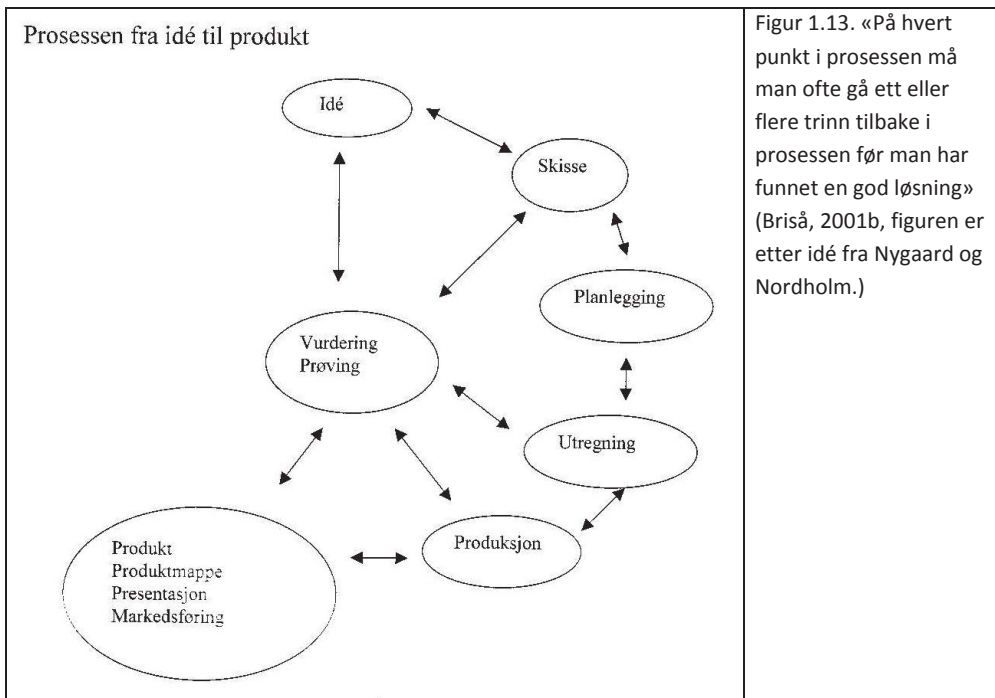 Prosessen fra idé til produkt
Idé
Skisse
Planlegging
Vurdering
Prøving
Utregning
Produksjon
Produkt
Produktmappe
Presentasjon
Markedsføring
Figur 1.13. «På hvert
punkt i prosessen må
man ofte gå ett eller
flere trinn tilbake i
prosessen før man har
funnet en god løsning»
(Briså, 2001b, figuren er
etter idé fra Nygaard og
Nordholm.)